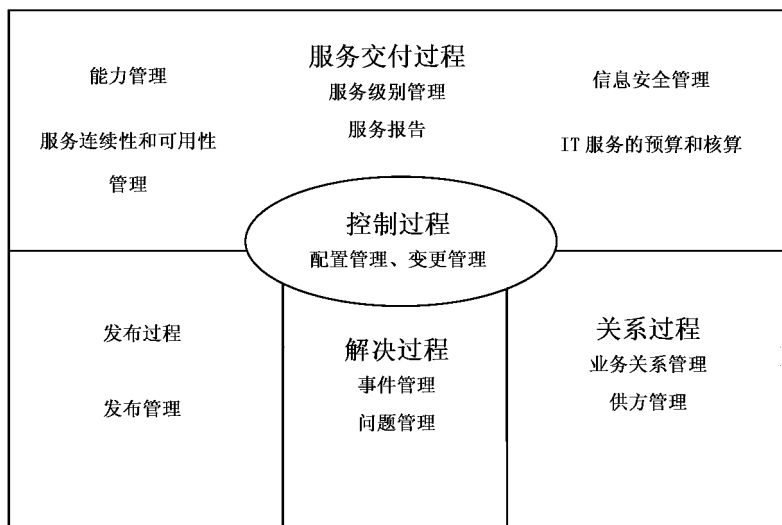 服务交付过程
能力管理
服务级别管理
信息安全管理
服务连续性和可用性
管理
服务报告
IT 服务的预算和核算
控制过程
配置管理、变更管理
发布过程
发布管理
解决过程
事件管理
问题管理
关系过程
业务关系管理
供方管理